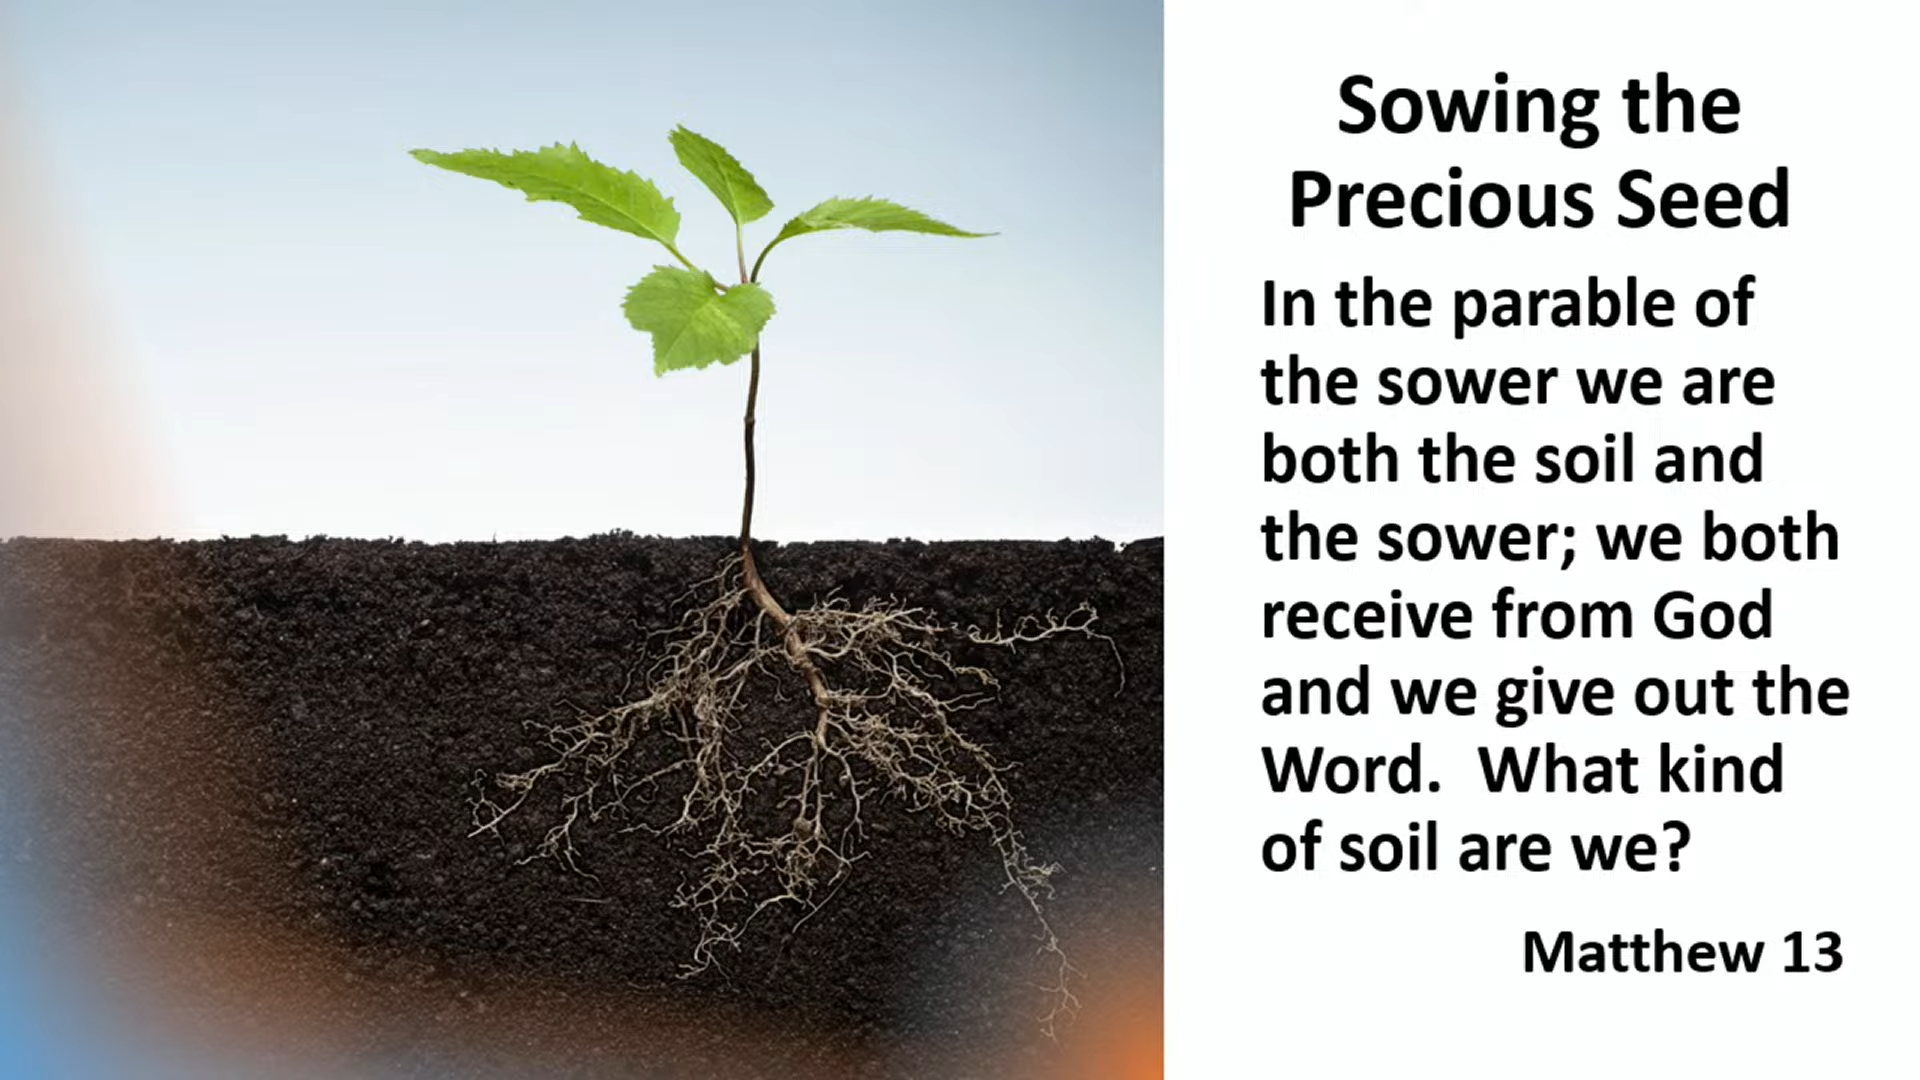 Sowing the
Precious Seed
In the parable of
the sower we are
both the soil and
the sower; we both
receive from God
and we give out the
Word.  What kind
of soil are we?
Matthew 13